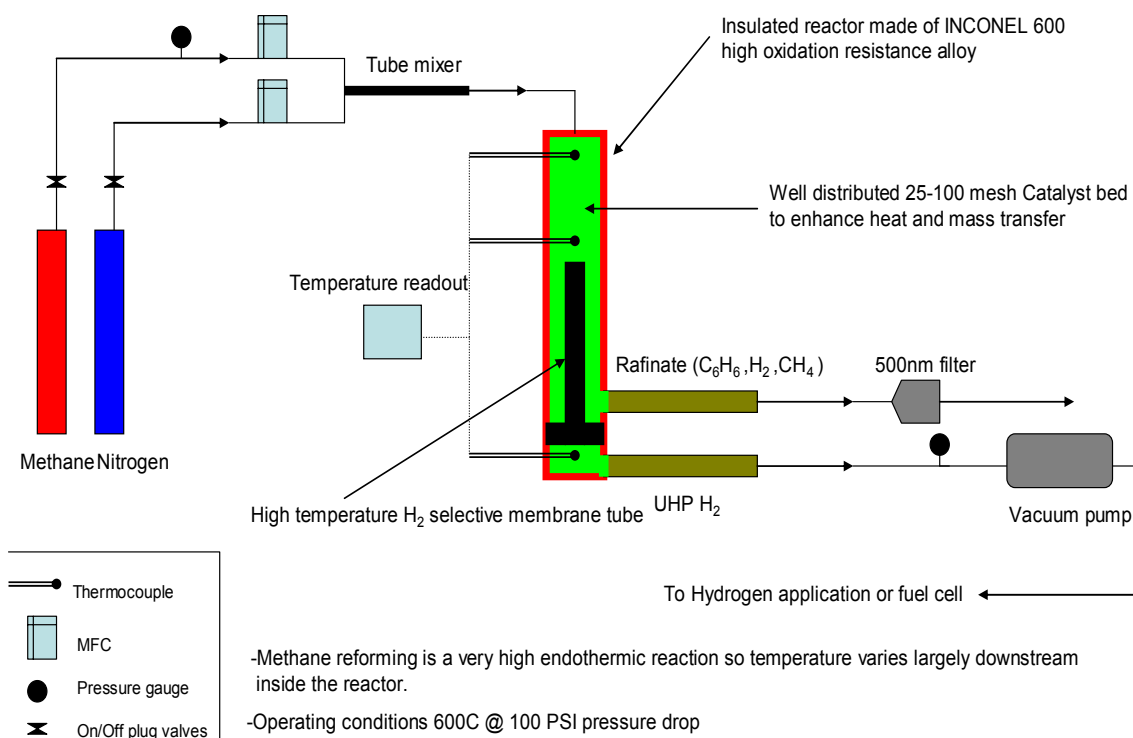 Insulated reactor made of INCONEL 600
high oxidation resistance alloy
Tube mixer
Well distributed 25-100 mesh Catalyst bed
to enhance heat and mass transfer
Temperature readout
Rafinate (C₆H₆ ,H₂ ,CH₄ )
500nm filter
Methane Nitrogen
High temperature H₂ selective membrane tube
UHP H₂
Vacuum pump
Thermocouple
To Hydrogen application or fuel cell
MFC
-Methane reforming is a very high endothermic reaction so temperature varies largely downstream
inside the reactor.
Pressure gauge
-Operating conditions 600C @ 100 PSI pressure drop
On/Off plug valves